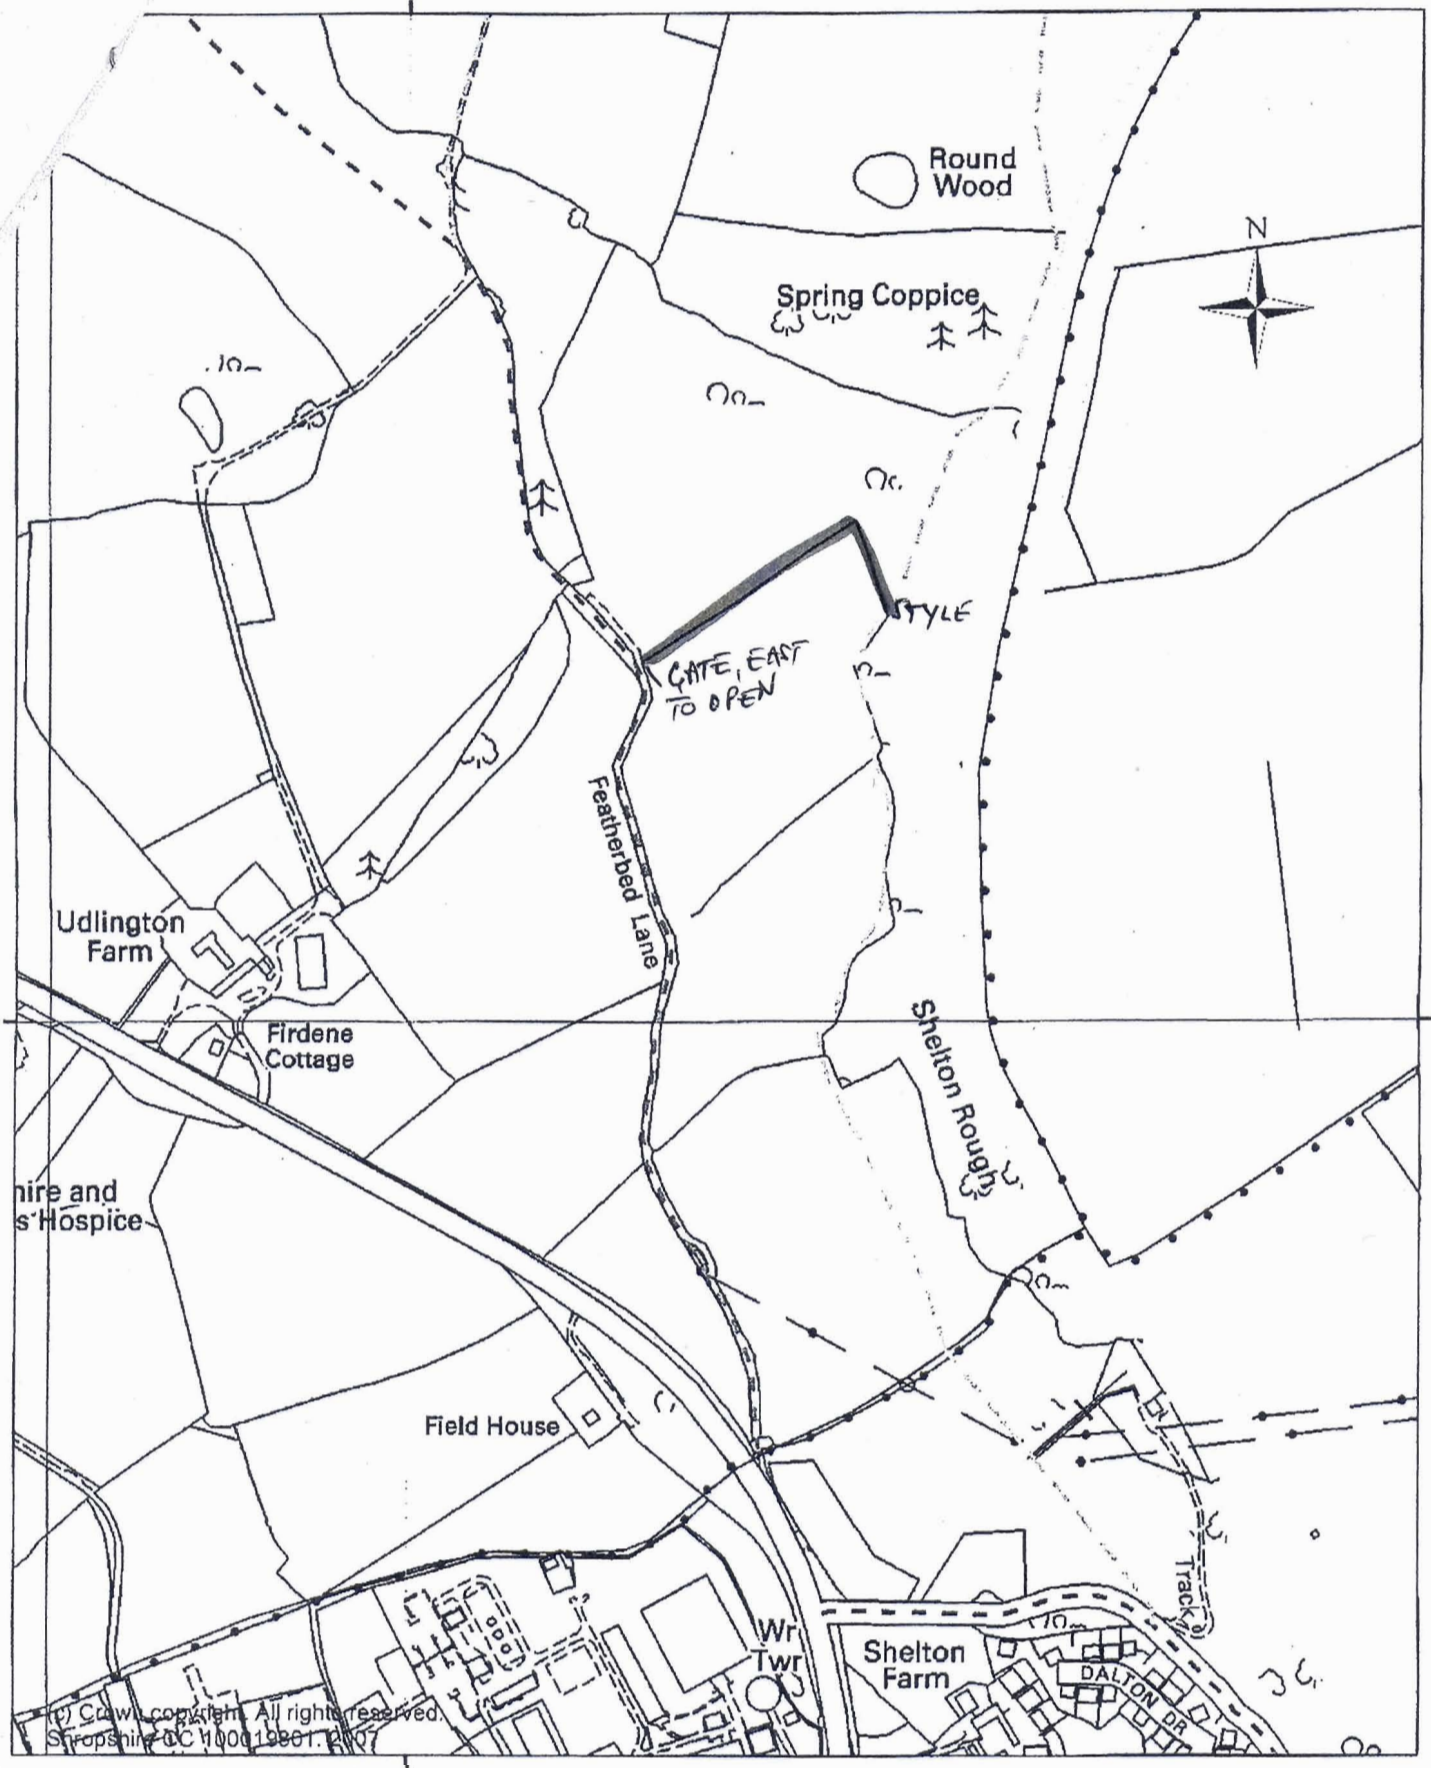 Round
Wood
N
Spring Coppice
STYLE
GATE, EAST
TO OPEN
Featherbed Lane
Udlington
Farm
Firdene
Cottage
Shelton Rough
hire and
s Hospice
Field House
Track
Wr
Twr
Shelton
Farm
DALTON DR
(c) Crown copyright. All rights reserved.
Shropshire CC 100019801. 2007